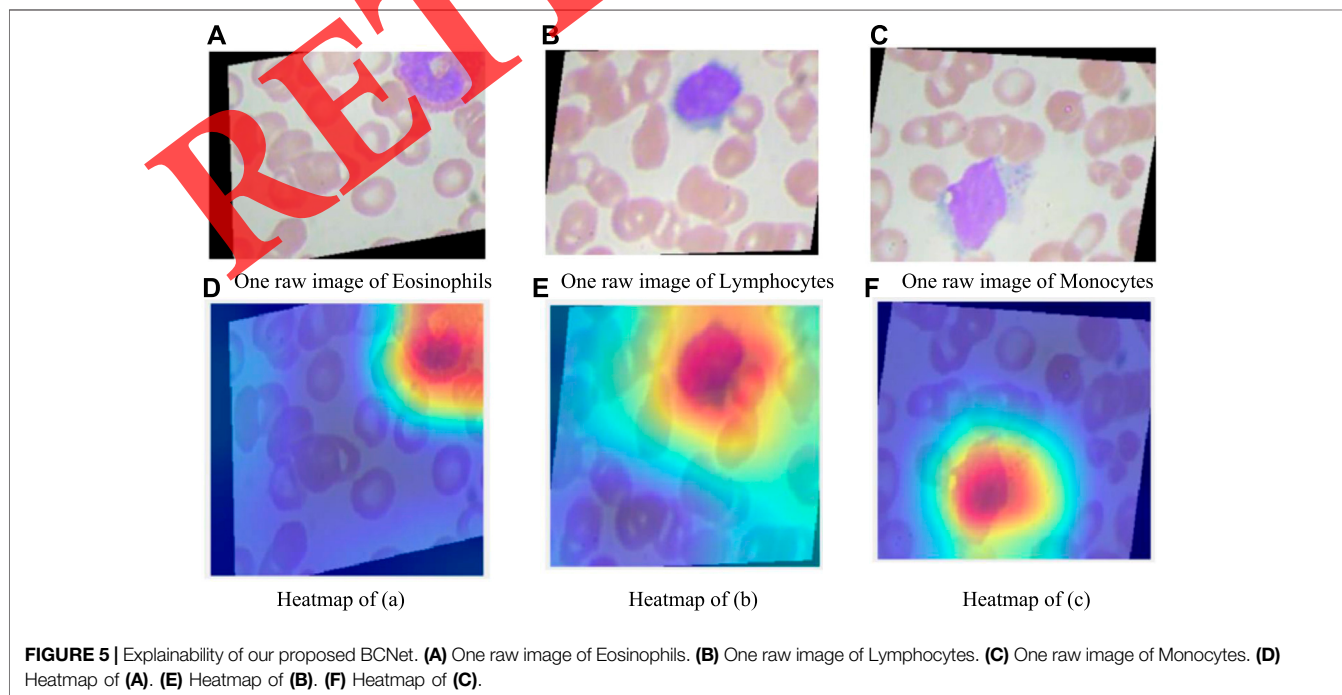 A
B
C
RET
One raw image of Eosinophils
One raw image of Lymphocytes
One raw image of Monocytes
D
E
F
Heatmap of (a)
Heatmap of (b)
Heatmap of (c)
FIGURE 5 | Explainability of our proposed BCNet. (A) One raw image of Eosinophils. (B) One raw image of Lymphocytes. (C) One raw image of Monocytes. (D)
Heatmap of (A). (E) Heatmap of (B). (F) Heatmap of (C).